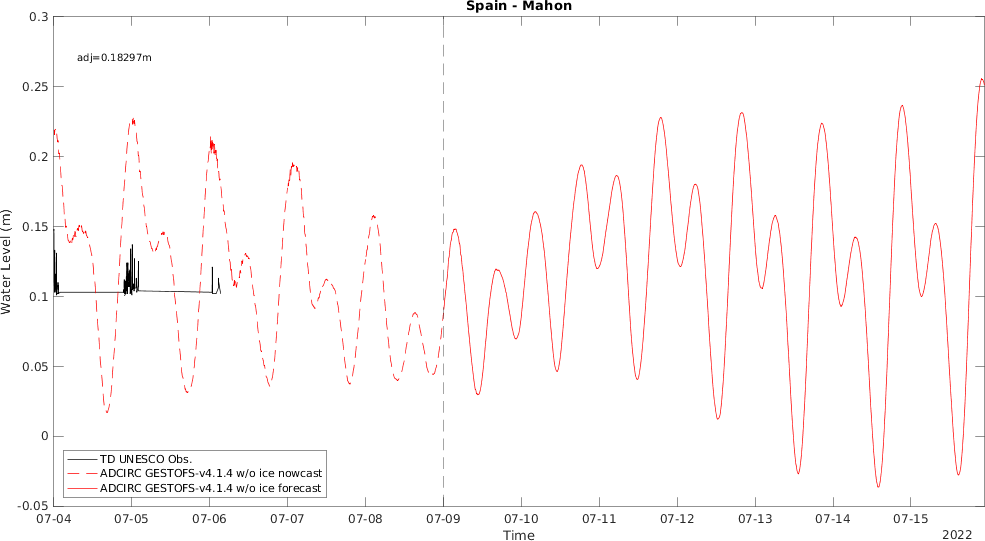 Spain - Mahon
0.3
adj=0.18297m
0.25
0.2
0.15
0.1
0.05
0
-0.05
Water Level (m)
TD UNESCO Obs.
ADCIRC GESTOFS-v4.1.4 w/o ice nowcast
ADCIRC GESTOFS-v4.1.4 w/o ice forecast
07-04 07-05 07-06 07-07 07-08 07-09 07-10 07-11 07-12 07-13 07-14 07-15
Time
2022